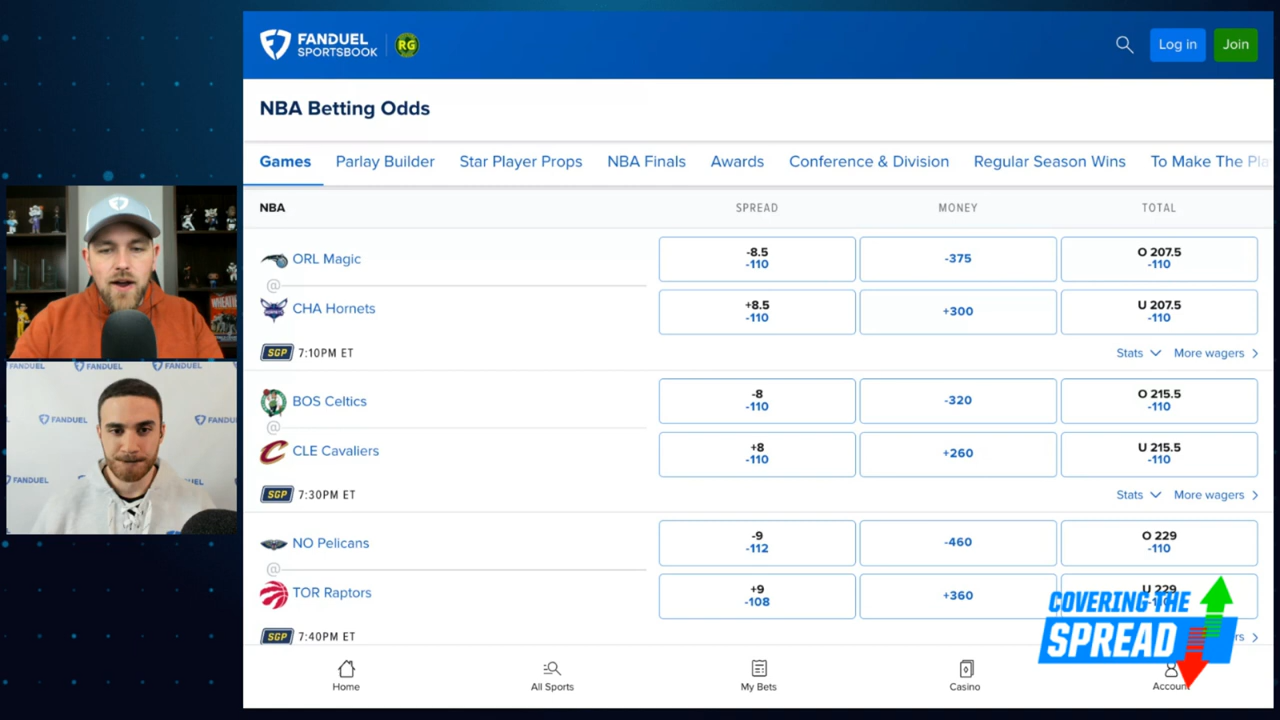 FANDUEL
SPORTSBOOK
RG
Log in
Join
NBA Betting Odds
Games Parlay Builder Star Player Props NBA Finals Awards Conference & Division Regular Season Wins To Make The
NBA SPREAD MONEY TOTAL
ORL Magic -8.5 -110 -375 O 207.5 -110
@
CHA Hornets +8.5 -110 +300 U 207.5 -110
SGP 7:10PM ET Stats More wagers
BOS Celtics -8 -110 -320 O 215.5 -110
@
CLE Cavaliers +8 -110 +260 U 215.5 -110
SGP 7:30PM ET Stats More wagers
NO Pelicans -9 -112 -460 O 229 -110
@
TOR Raptors +9 -108 +360 U 229
SGP 7:40PM ET
COVERING THE
SPREAD
Home All Sports My Bets Casino Account
FANDUEL FANDUEL
FANDUEL
FANDUEL